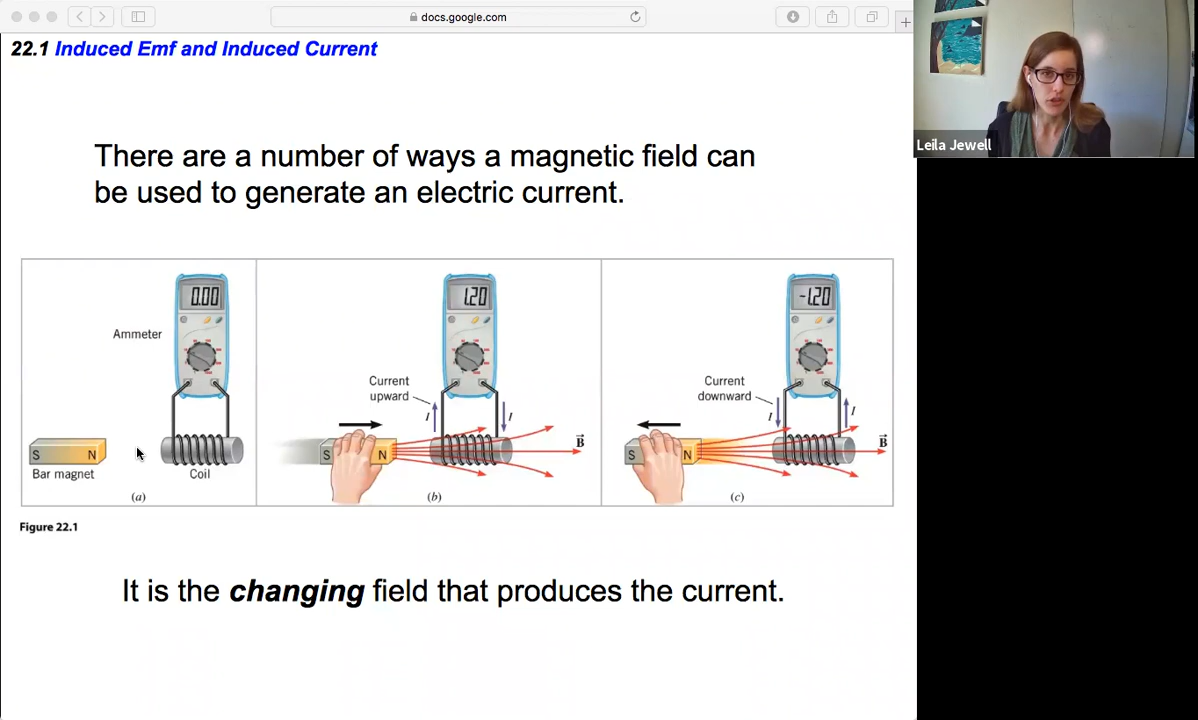 docs.google.com
22.1 Induced Emf and Induced Current
Leila Jewell
There are a number of ways a magnetic field can
be used to generate an electric current.
0.00
Ammeter
S
N
Bar magnet
Coil
(a)
1.20
Current
upward
I
I
S
N
B
(b)
-1.20
Current
downward
I
I
S
N
B
(c)
Figure 22.1
It is the changing field that produces the current.